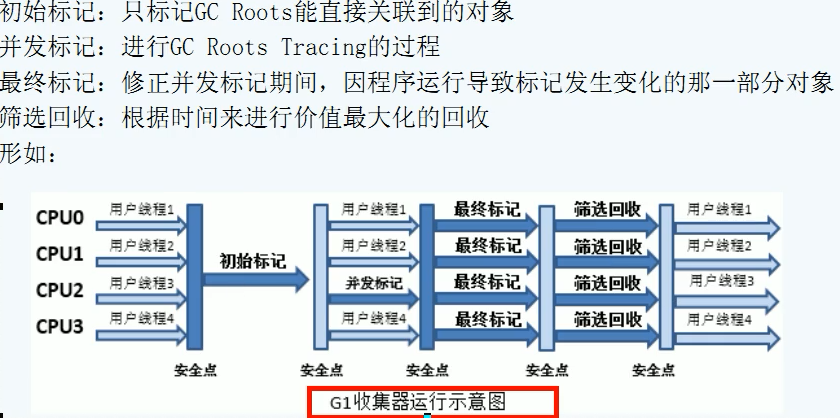 初始标记：只标记GC Roots能直接关联到的对象
并发标记：进行GC Roots Tracing的过程
最终标记：修正并发标记期间，因程序运行导致标记发生变化的那一部分对象
筛选回收：根据时间来进行价值最大化的回收
形如：
CPU0 用户线程1 用户线程1 最终标记 筛选回收 用户线程1
CPU1 用户线程2 初始标记 用户线程2 最终标记 筛选回收 用户线程2
CPU2 用户线程3 并发标记 最终标记 筛选回收 用户线程3
CPU3 用户线程4 用户线程4 最终标记 筛选回收 用户线程4
安全点 安全点 安全点 安全点 安全点
G1收集器运行示意图